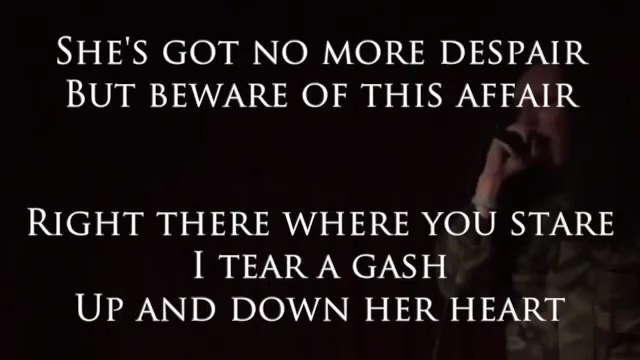 She's got no more despair
But beware of this affair
Right there where you stare
I tear a gash
Up and down her heart